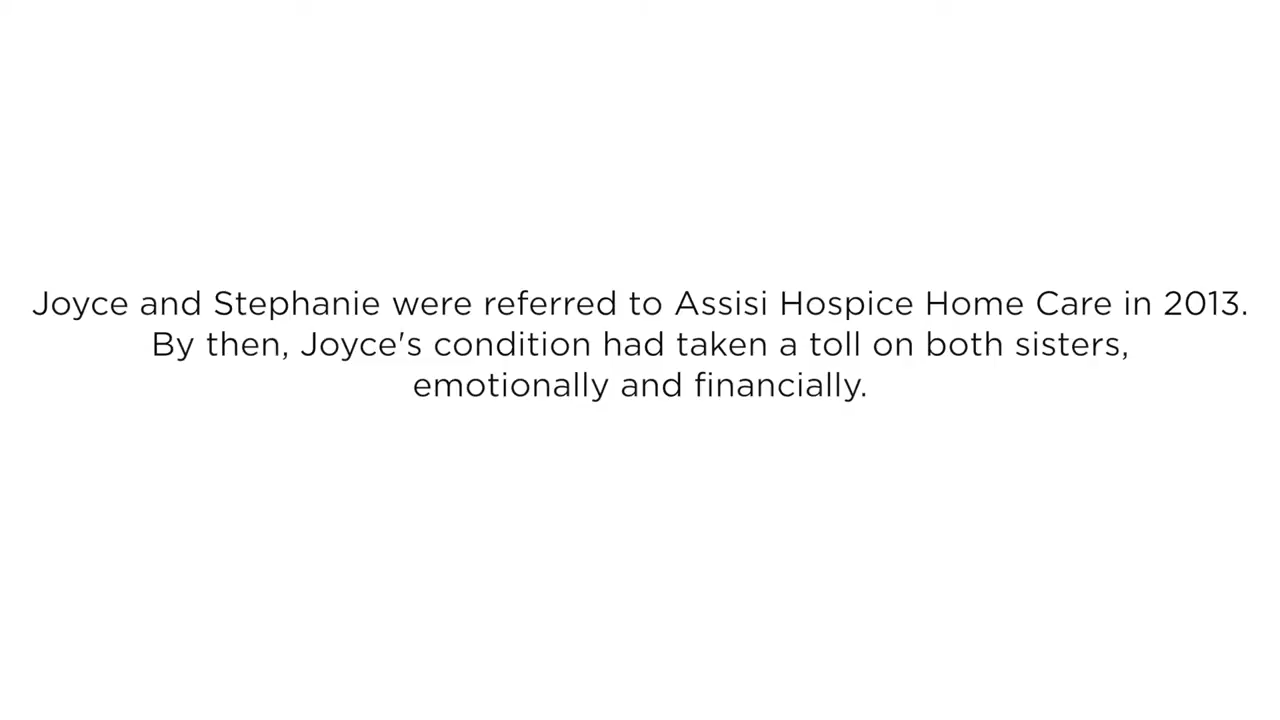 Joyce and Stephanie were referred to Assisi Hospice Home Care in 2013.
By then, Joyce's condition had taken a toll on both sisters,
emotionally and financially.